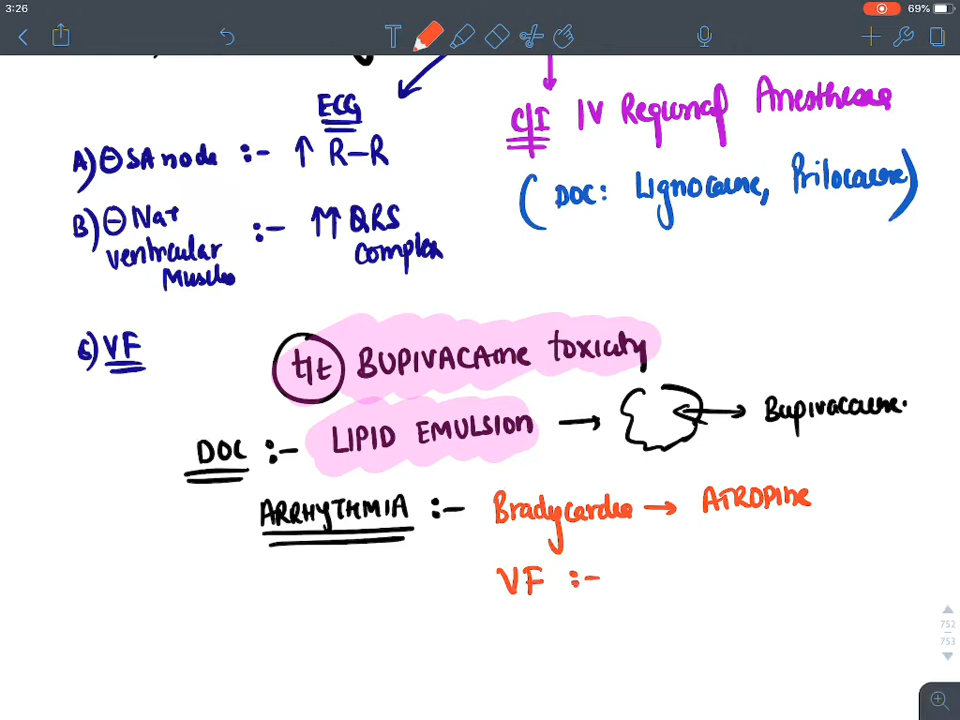 3:26
69%
T
ECG
C/I IV Regional Anesthesia
A) ⊖ SA node :- ↑ R-R
(DOC: Lignocaine, Prilocaine)
B) ⊖ Na+ ventricular Muscle :- ↑↑ QRS complex
C) VF
t/t BUPIVACAine toxicity
DOC :- LIPID EMULSION → Bupivacaine.
ARRHYTHMIA :- Bradycardia → ATROPine
VF :-
752
753